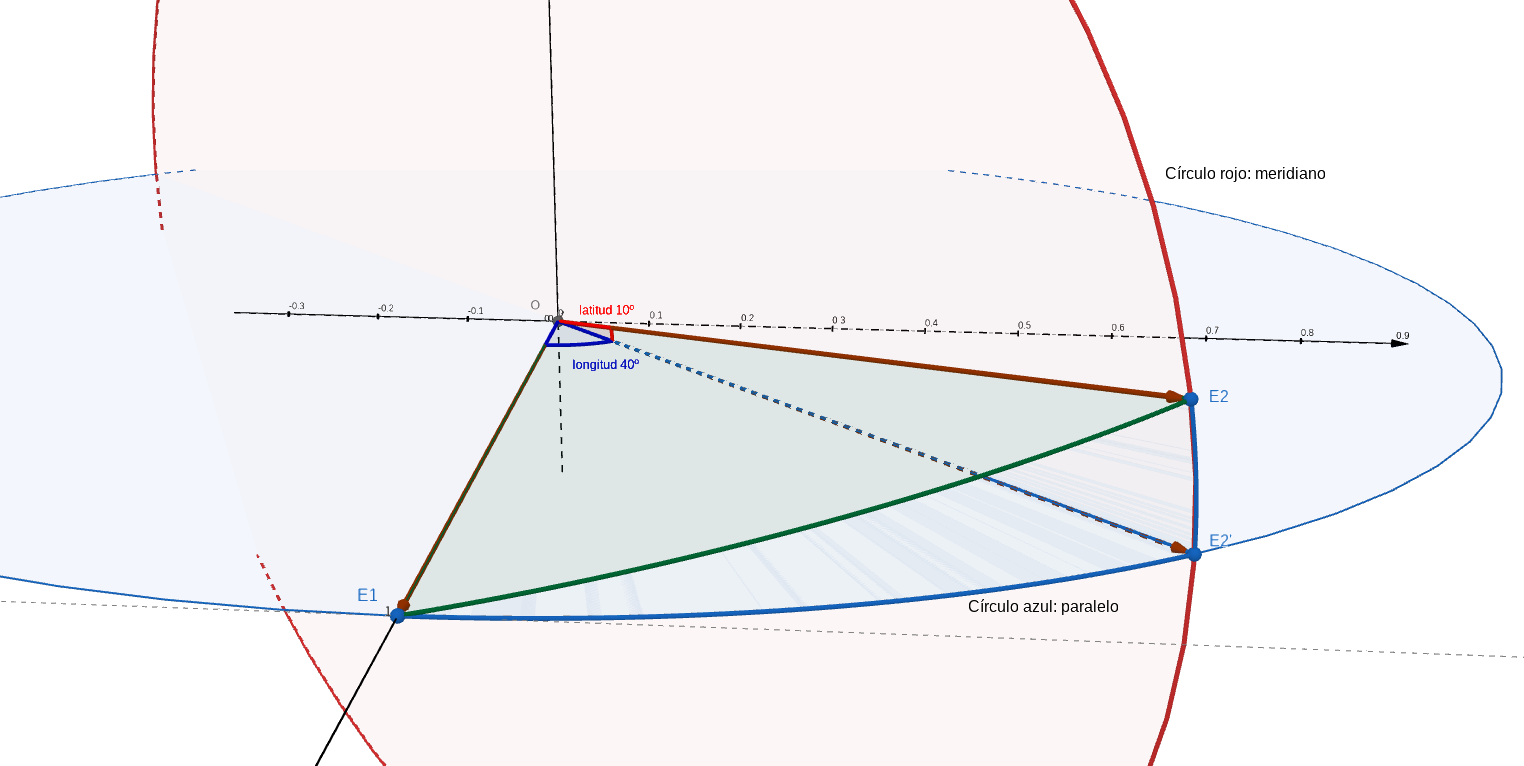 Círculo rojo: meridiano
O
latitud 10º
-0.3
-0.2
-0.1
0.1
0.2
0.3
0.4
0.5
0.6
0.7
0.8
0.9
longitud 40º
E2
E2'
E1
1
Círculo azul: paralelo